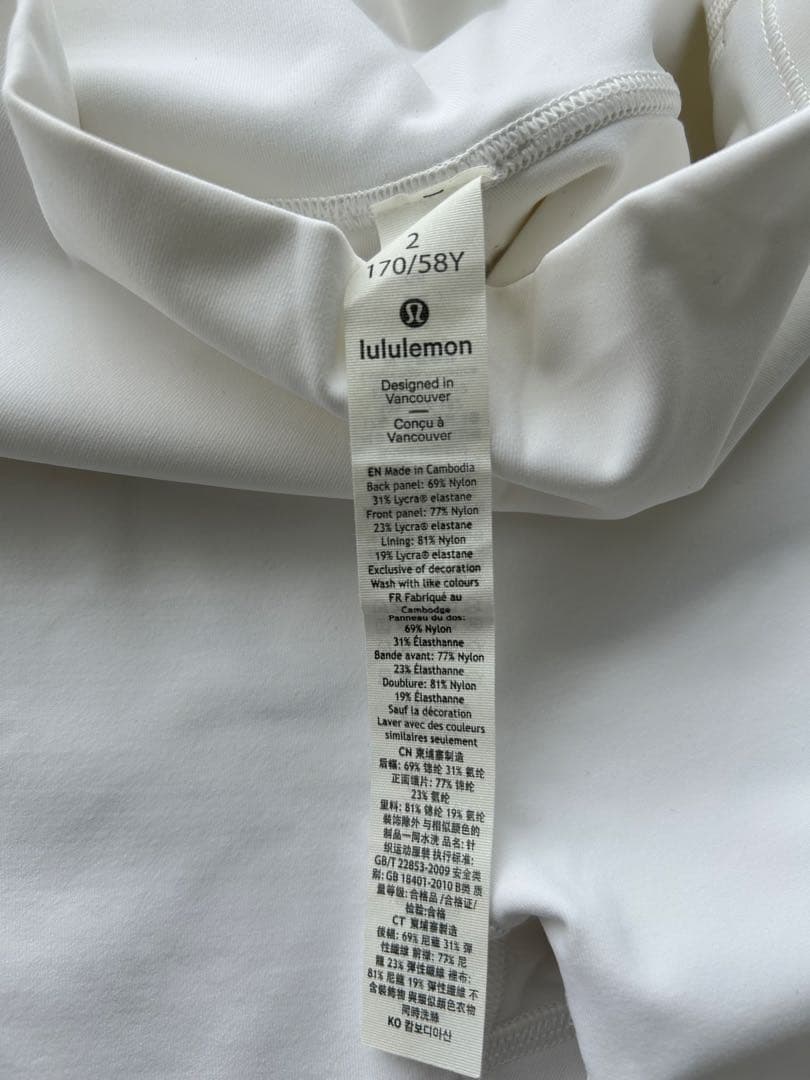 2
170/58Y
lululemon
Designed in
Vancouver
Conçu à
Vancouver
EN Made in Cambodia
Back panel: 69% Nylon
31% Lycra® elastane
Front panel: 77% Nylon
23% Lycra® elastane
Lining: 81% Nylon
19% Lycra® elastane
Exclusive of decoration
Wash with like colours
FR Fabriqué au
Cambodge
Panneau du dos:
69% Nylon
31% Élasthanne
Bande avant: 77% Nylon
23% Élasthanne
Doublure: 81% Nylon
19% Élasthanne
Sauf la décoration
Laver avec des couleurs
similaires seulement
CN 柬埔寨制造
后幅: 69% 锦纶 31% 氨纶
正面缝片: 77% 锦纶
23% 氨纶
里料: 81% 锦纶 19% 氨纶
装饰除外 与相似颜色的
制品一同水洗 品名: 针
织运动服装 执行标准:
GB/T 22853-2009 安全类
别: GB 18401-2010 B类 质
量等级: 合格品 /合格证/
检验:合格
CT 柬埔寨製造
後幅: 69% 尼龍 31% 彈
性纖維 前襟: 77% 尼
龍 23% 彈性纖維 裡布:
81% 尼龍 19% 彈性纖維 不
含裝飾物 與類似顏色衣物
同時洗滌
KO 캄보디아산